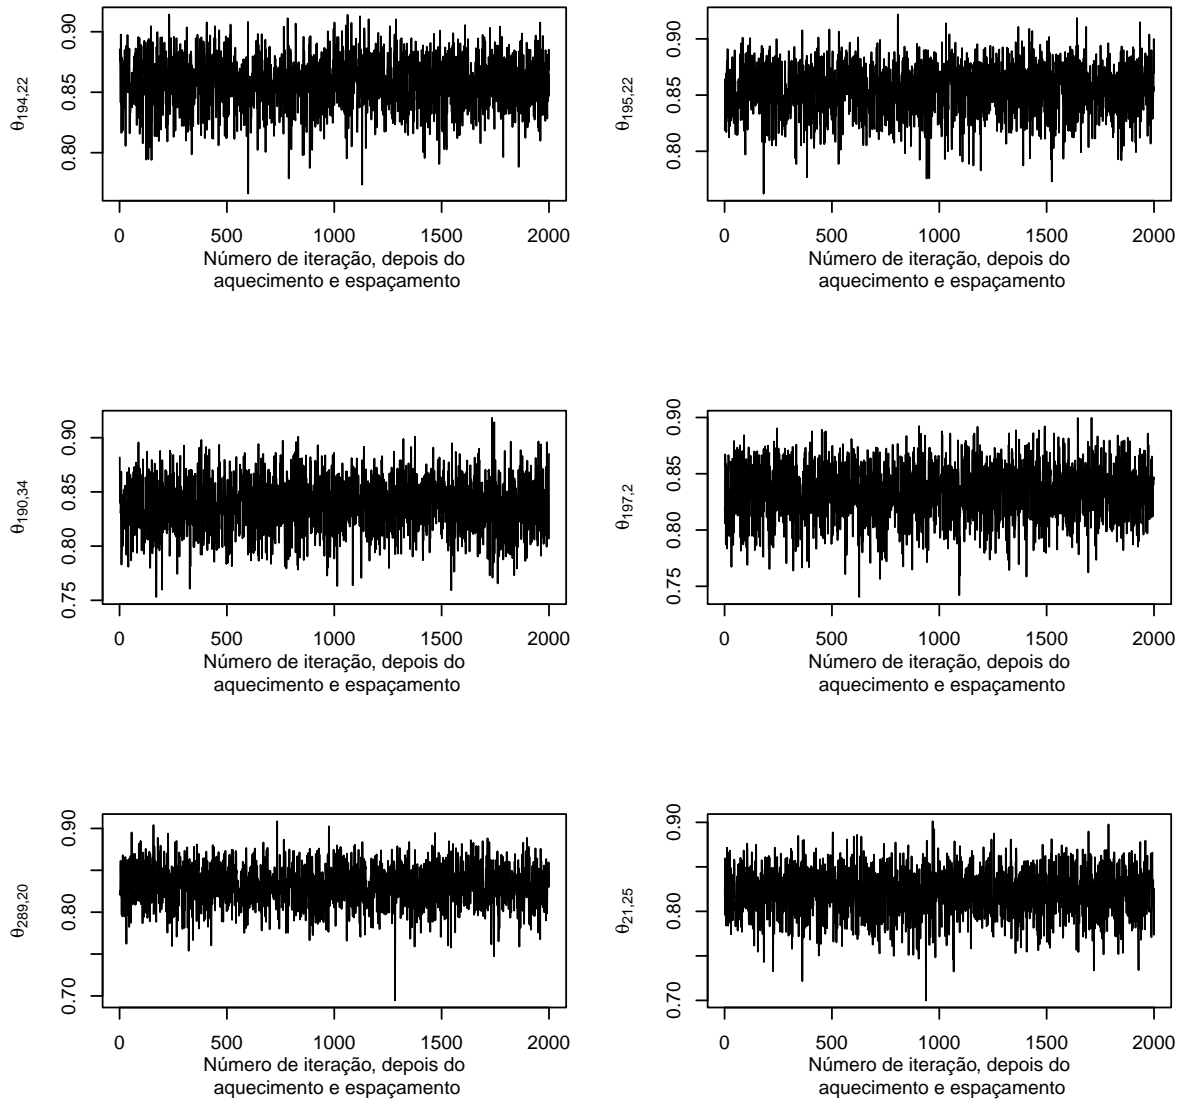 θ194,22
0.80 0.85 0.90
0 500 1000 1500 2000
Número de iteração, depois do
aquecimento e espaçamento
θ195,22
0.80 0.85 0.90
0 500 1000 1500 2000
Número de iteração, depois do
aquecimento e espaçamento
θ190,34
0.75 0.80 0.85 0.90
0 500 1000 1500 2000
Número de iteração, depois do
aquecimento e espaçamento
θ197,2
0.75 0.80 0.85 0.90
0 500 1000 1500 2000
Número de iteração, depois do
aquecimento e espaçamento
θ289,20
0.70 0.80 0.90
0 500 1000 1500 2000
Número de iteração, depois do
aquecimento e espaçamento
θ21,25
0.70 0.80 0.90
0 500 1000 1500 2000
Número de iteração, depois do
aquecimento e espaçamento